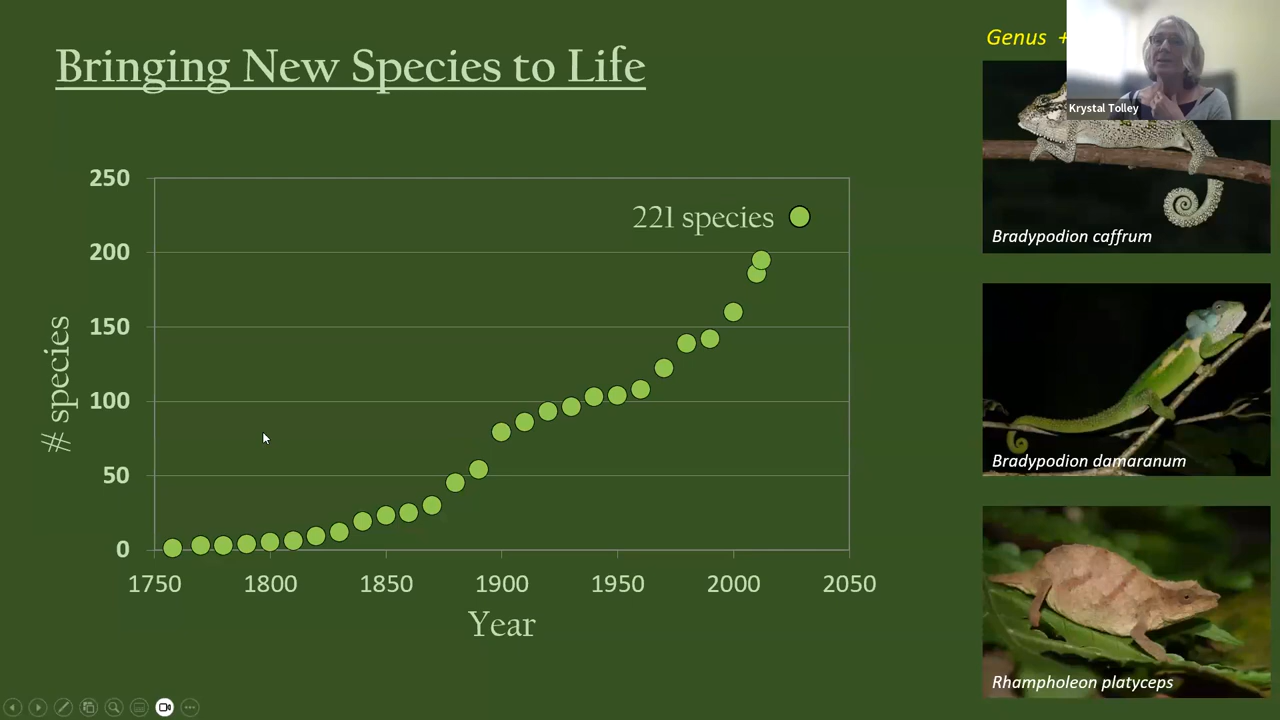 Bringing New Species to Life
Genus +
Krystal Tolley
Bradypodion caffrum
Bradypodion damaranum
Rhampholeon platyceps
# species
250
200
150
100
50
0
221 species
1750 1800 1850 1900 1950 2000 2050
Year